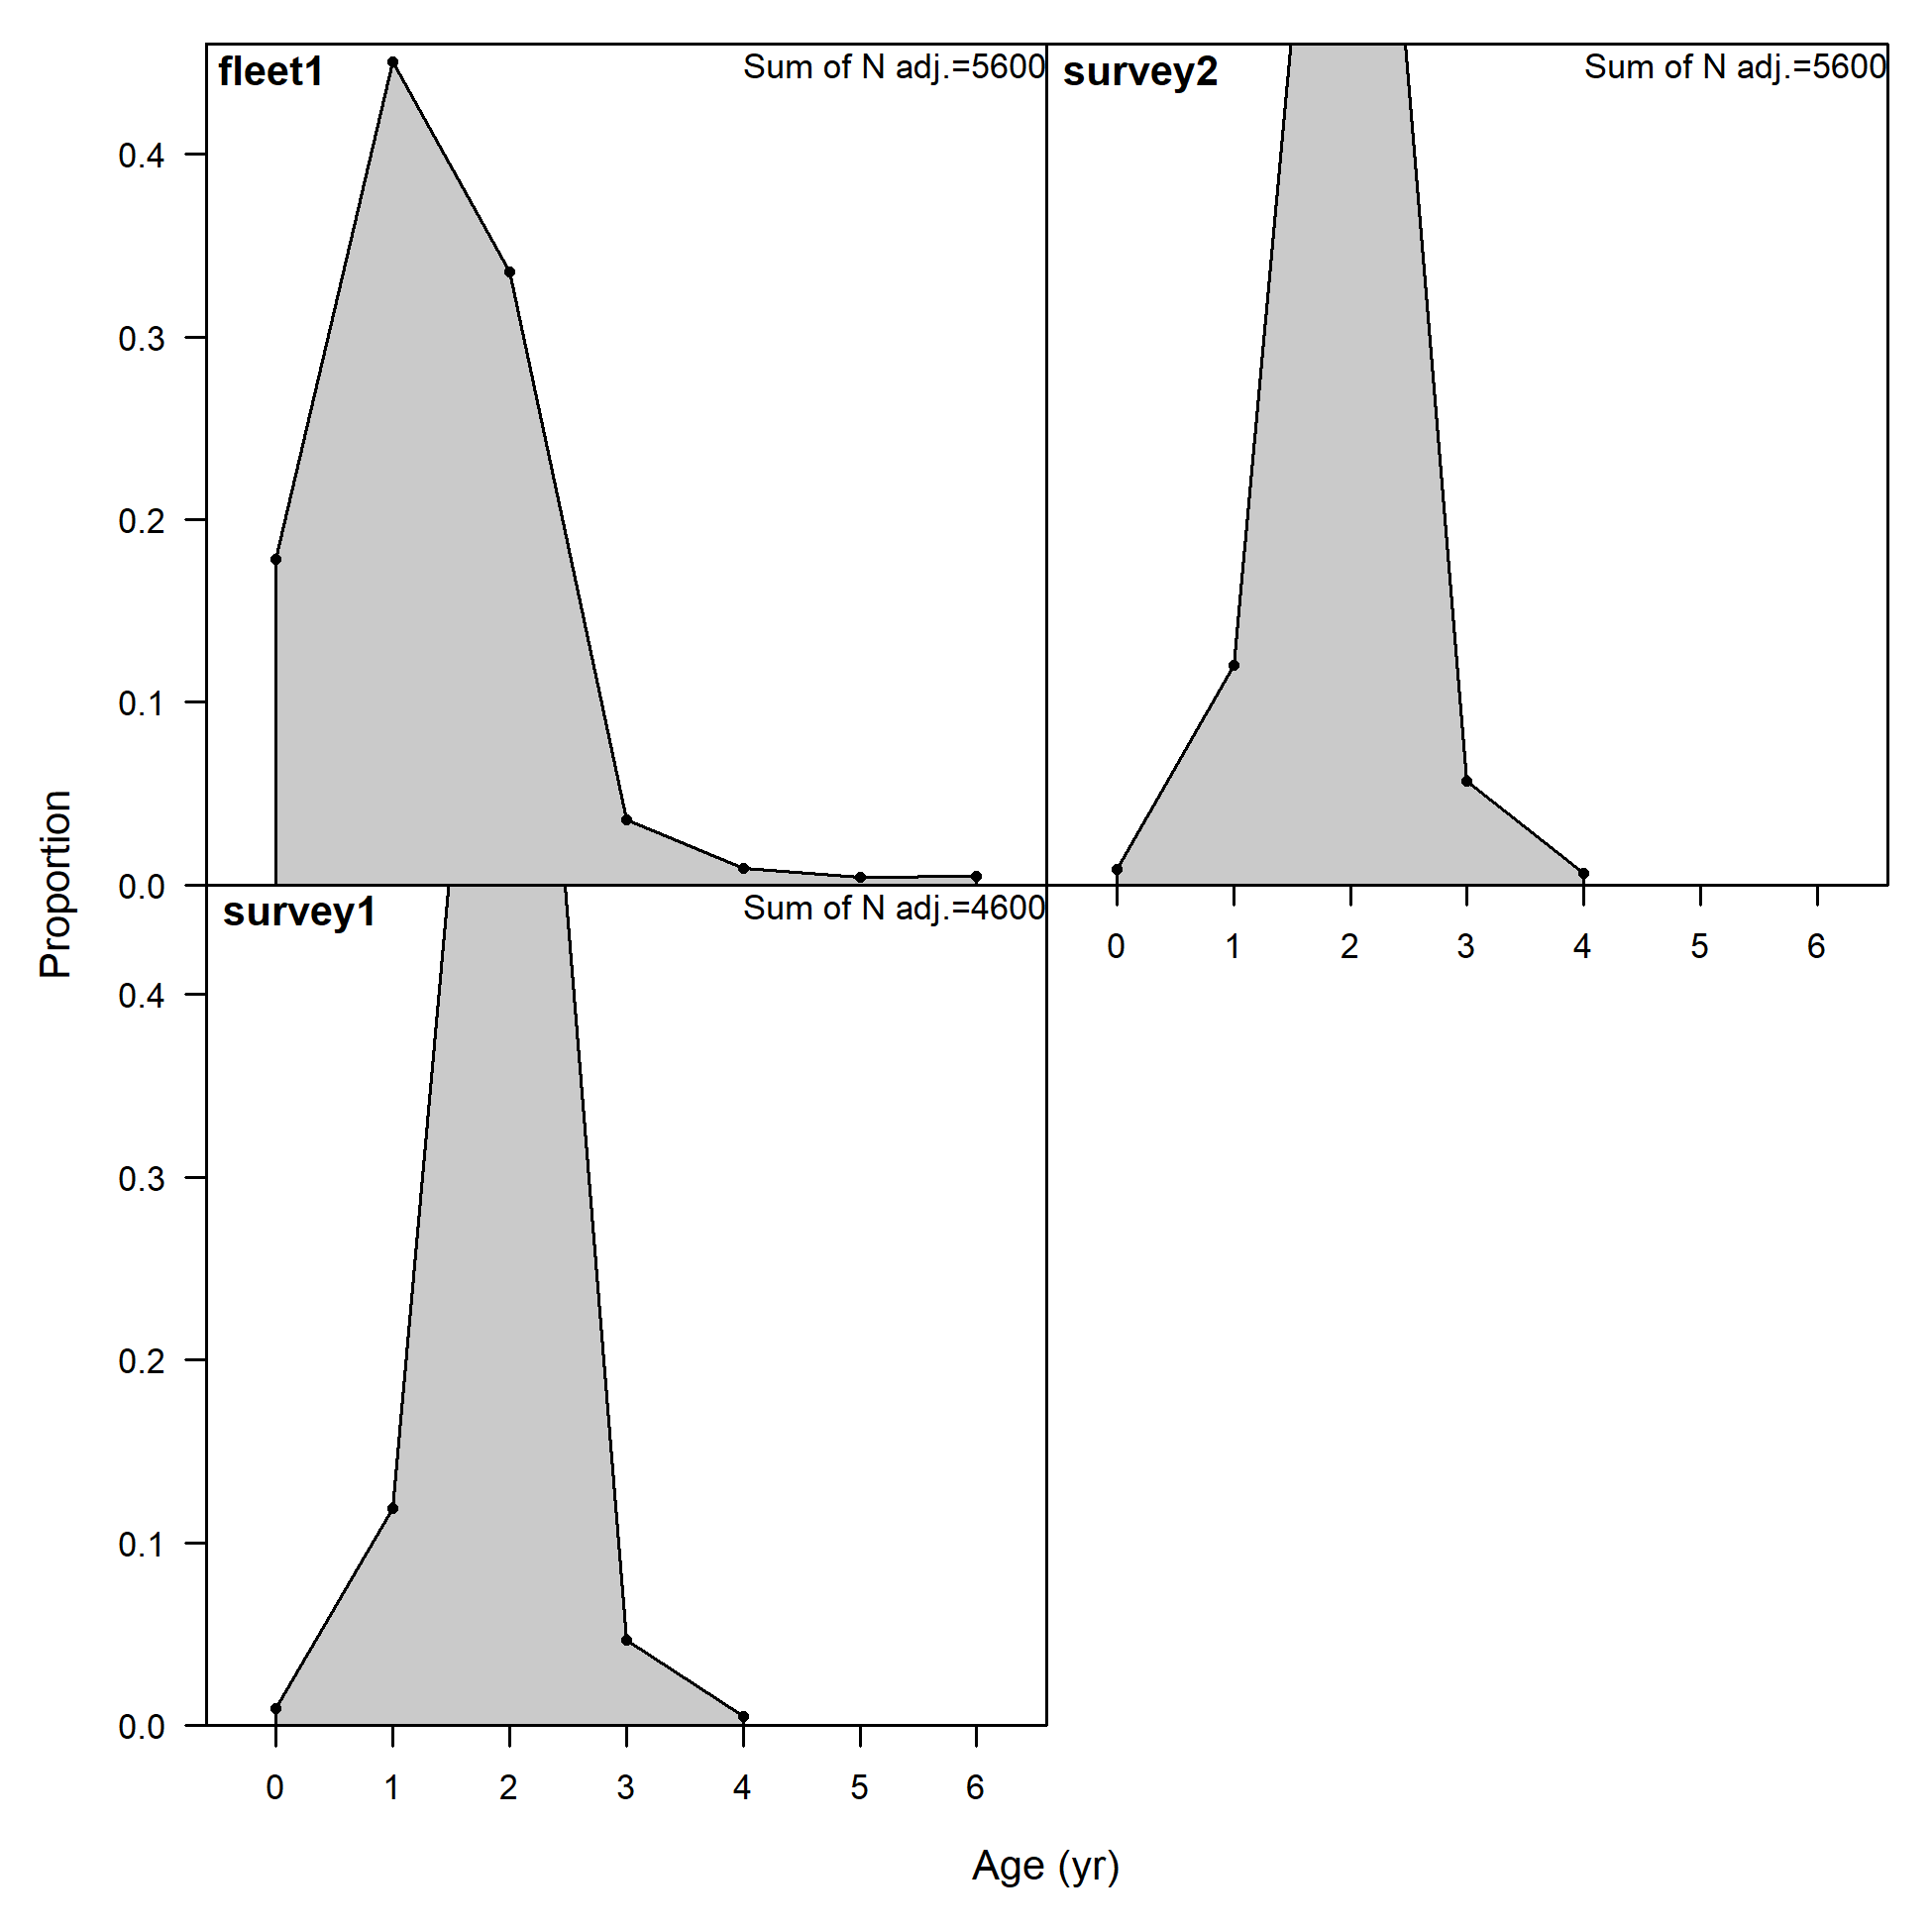 fleet1
Sum of N adj.=5600
survey2
Sum of N adj.=5600
0.4
0.3
0.2
0.1
0.0
survey1
Sum of N adj.=4600
0 1 2 3 4 5 6
0.4
0.3
0.2
0.1
0.0
0 1 2 3 4 5 6
Proportion
Age (yr)